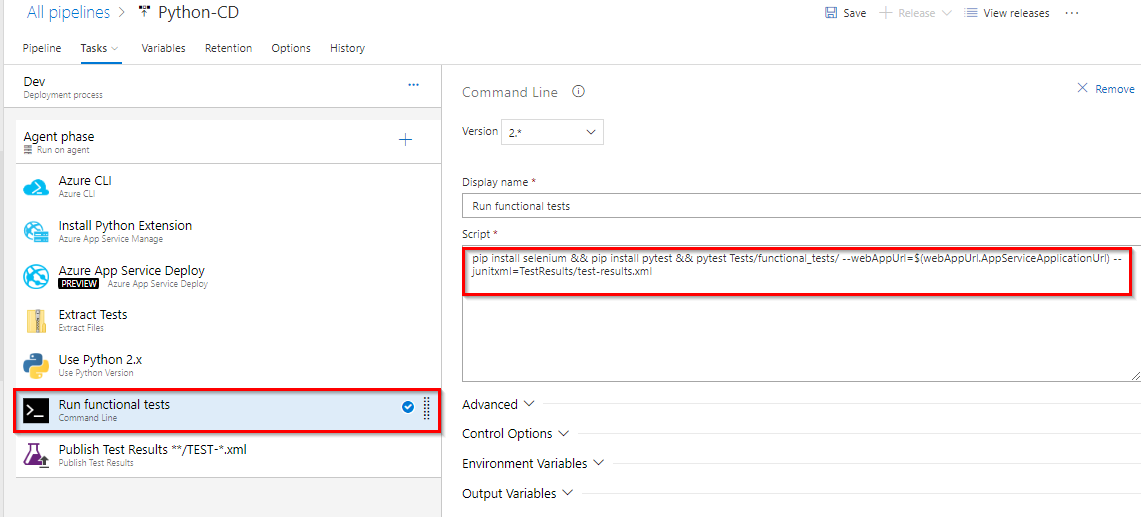 All pipelines > Python-CD
Save
Release
View releases
...
Pipeline
Tasks
Variables
Retention
Options
History
Dev
Deployment process
...
Agent phase
Run on agent
Azure CLI
Azure CLI
Install Python Extension
Azure App Service Manage
Azure App Service Deploy
PREVIEW Azure App Service Deploy
Extract Tests
Extract Files
Use Python 2.x
Use Python Version
Run functional tests
Command Line
Publish Test Results **/TEST-*.xml
Publish Test Results
Command Line
Remove
Version 2.*
Display name *
Run functional tests
Script *
pip install selenium && pip install pytest && pytest Tests/functional_tests/ --webAppUrl=$(webAppUrl.AppServiceApplicationUrl) --
junitxml=TestResults/test-results.xml
Advanced
Control Options
Environment Variables
Output Variables